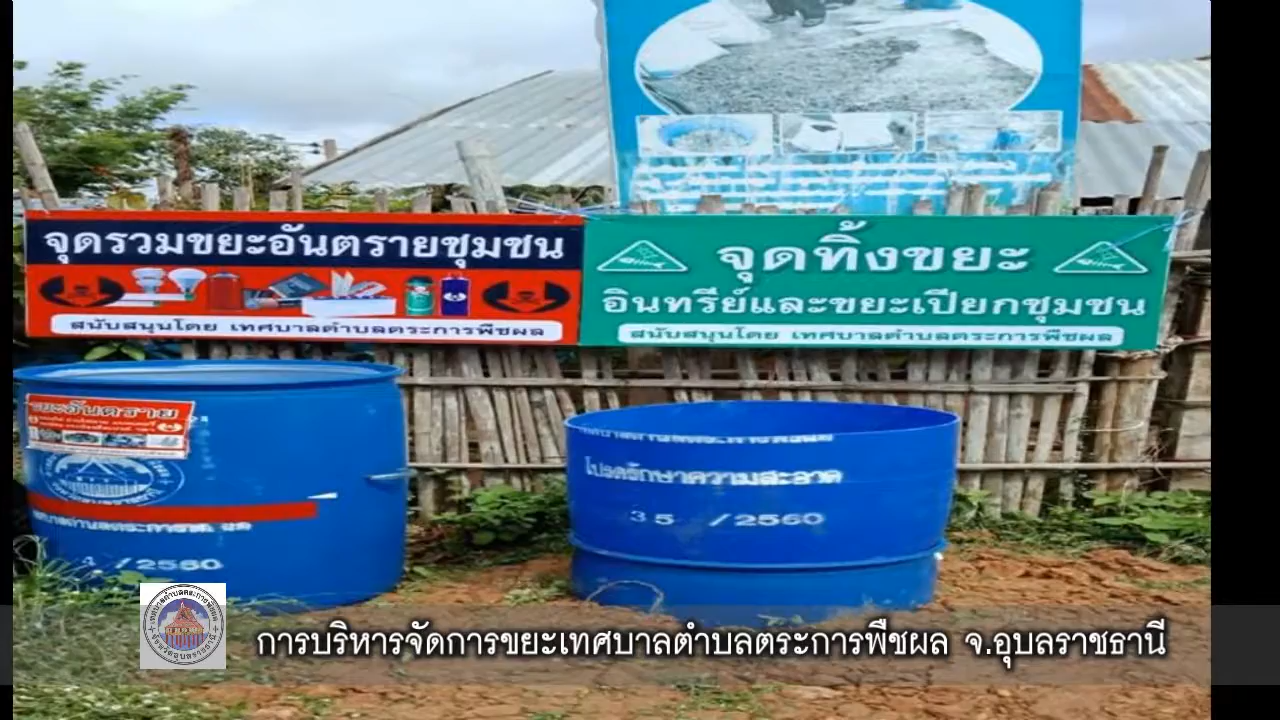 จุดรวมขยะอันตรายชุมชน
สนับสนุนโดย เทศบาลตำบลตระการพืชผล
จุดทิ้งขยะ
อินทรีย์และขยะเปียกชุมชน
สนับสนุนโดย เทศบาลตำบลตระการพืชผล
ขยะอันตราย
/2560
โปรดรักษาความสะอาด
35 /2560
การบริหารจัดการขยะเทศบาลตำบลตระการพืชผล จ.อุบลราชธานี